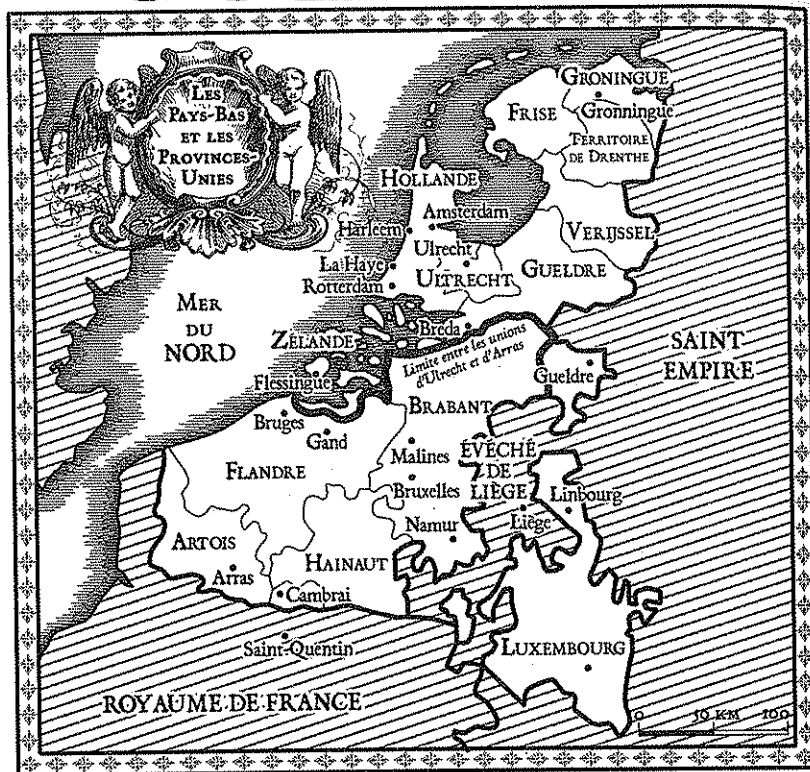 LES
PAYS-BAS
ET LES
PROVINCES-
UNIES
GRONINGUE
Gronningue
FRISE
TERRITOIRE
DE DRENTHE
HOLLANDE
Amsterdam
Harleem
Ulrecht
VERIJSSEL
La Haye
ULTRECHT
GUELDRE
Rotterdam
MER
DU
NORD
ZÉLANDE
Bréda
Limite entre les unions
d'Ulrecht et d'Arras
SAINT
EMPIRE
Flessingue
Gueldre
BRABANT
Bruges
Gand
Malines
ÉVÊCHÉ
DE
LIÈGE
FLANDRE
Bruxelles
Linbourg
Namur
Liège
ARTOIS
HAINAUT
Arras
Cambrai
Saint-Quentin
LUXEMBOURG
ROYAUME DE FRANCE
0 50 KM 100